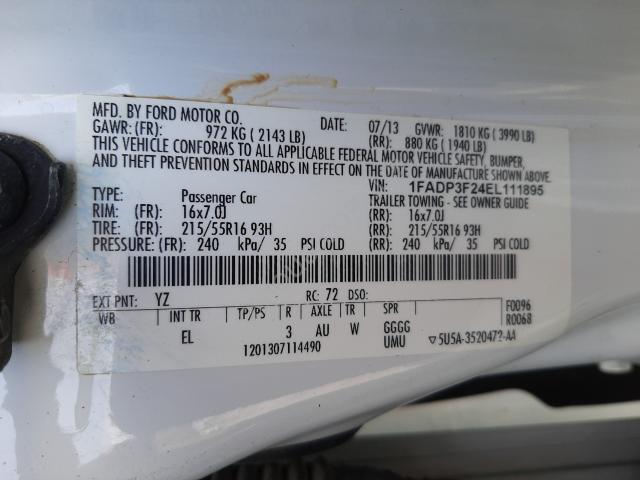 MFD. BY FORD MOTOR CO. DATE: 07/13 GVWR: 1810 KG ( 3990 LB)
GAWR: (FR): 972 KG ( 2143 LB) (RR): 880 KG ( 1940 LB)
THIS VEHICLE CONFORMS TO ALL APPLICABLE FEDERAL MOTOR VEHICLE SAFETY, BUMPER,
AND THEFT PREVENTION STANDARDS IN EFFECT ON THE DATE OF MANUFACTURE SHOWN ABOVE.
VIN: 1FADP3F24EL111895
TYPE: Passenger Car TRAILER TOWING - SEE OWNER GUIDE
RIM: (FR): 16x7.0J (RR): 16x7.0J
TIRE: (FR): 215/55R16 93H (RR): 215/55R16 93H
PRESSURE: (FR): 240 kPa/ 35 PSI COLD (RR): 240 kPa/ 35 PSI COLD
EXT PNT: YZ RC: 72 DSO: F0096
WB INT TR TP/PS R AXLE TR SPR R0068
EL 3 AU W GGGG
UMU ▽5U5A-3520472-AA
1201307114490